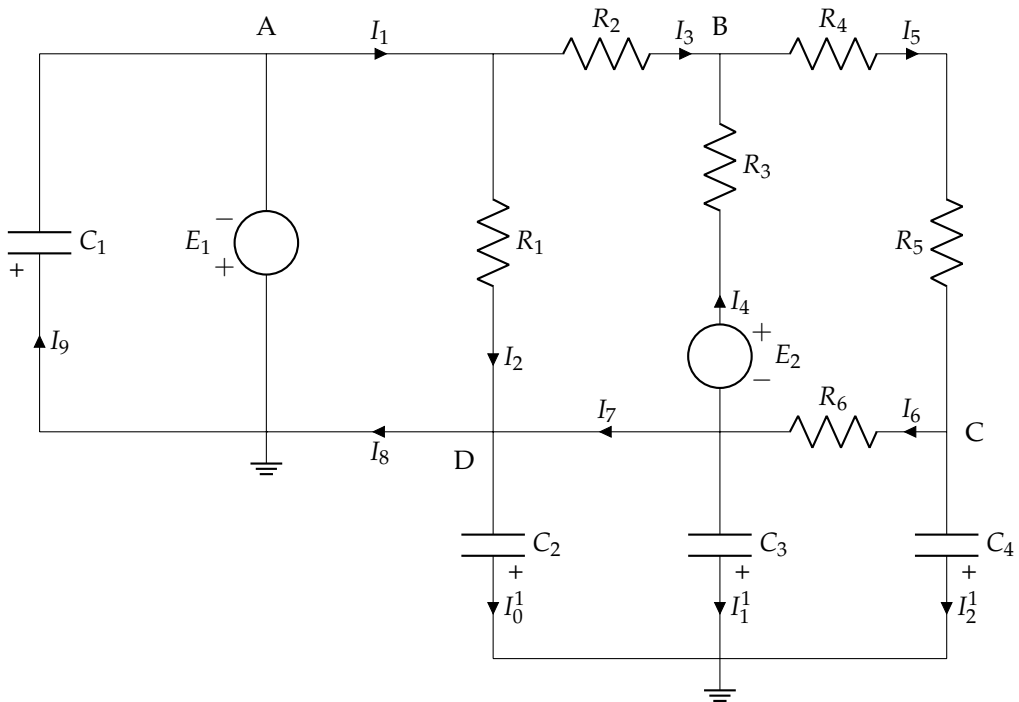 A I₁ R₂ I₃ B R₄ I₅
R₃
C₁ − E₁ + R₁ R₅
+
I₉ I₂ I₄ + E₂ −
R₆
I₈ I₇ I₆ C
D
C₂ C₃ C₄
+ + +
I₀¹ I₁¹ I₂¹